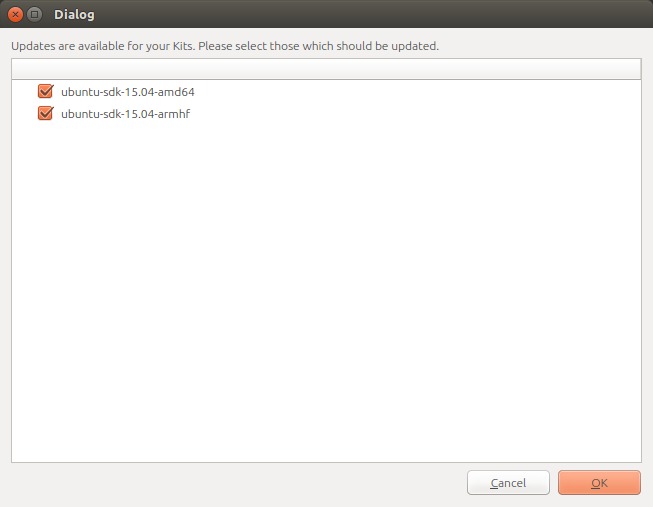 Dialog
Updates are available for your Kits. Please select those which should be updated.
ubuntu-sdk-15.04-amd64
ubuntu-sdk-15.04-armhf
Cancel
OK